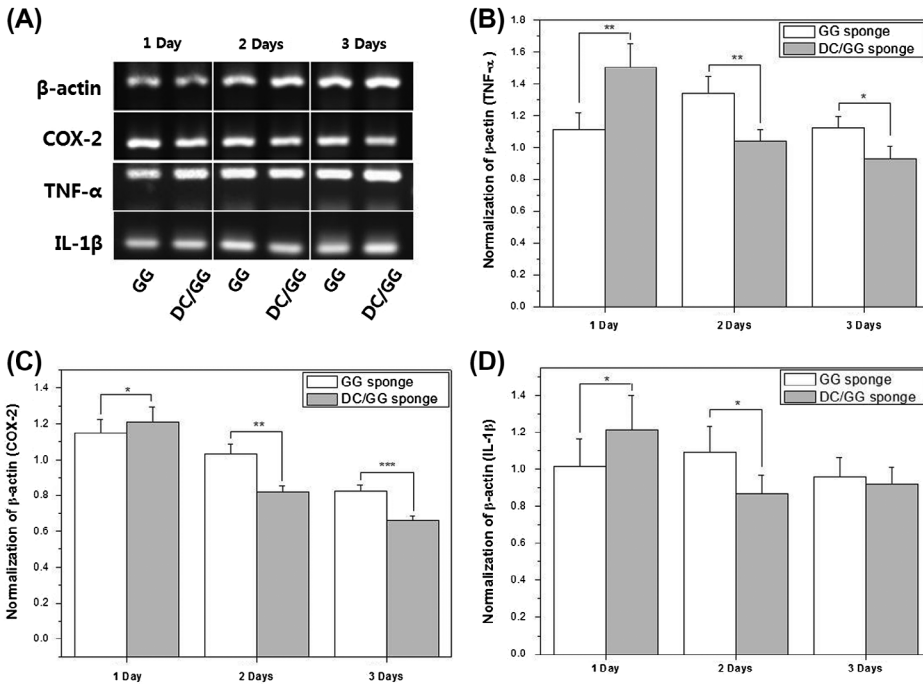 (A)
1 Day 2 Days 3 Days
β-actin
COX-2
TNF-α
IL-1β
GG DC/GG GG DC/GG GG DC/GG
(B)
GG sponge
DC/GG sponge
Normalization of β-actin (TNF-α)
1.8
1.6
1.4
1.2
1.0
0.8
0.6
0.4
0.2
0.0
**
**
*
1 Day 2 Days 3 Days
(C)
GG sponge
DC/GG sponge
Normalization of β-actin (COX-2)
1.4
1.2
1.0
0.8
0.6
0.4
0.2
0.0
*
**
***
1 Day 2 Days 3 Days
(D)
GG sponge
DC/GG sponge
Normalization of β-actin (IL-1β)
1.4
1.2
1.0
0.8
0.6
0.4
0.2
0.0
*
*
1 Day 2 Days 3 Days